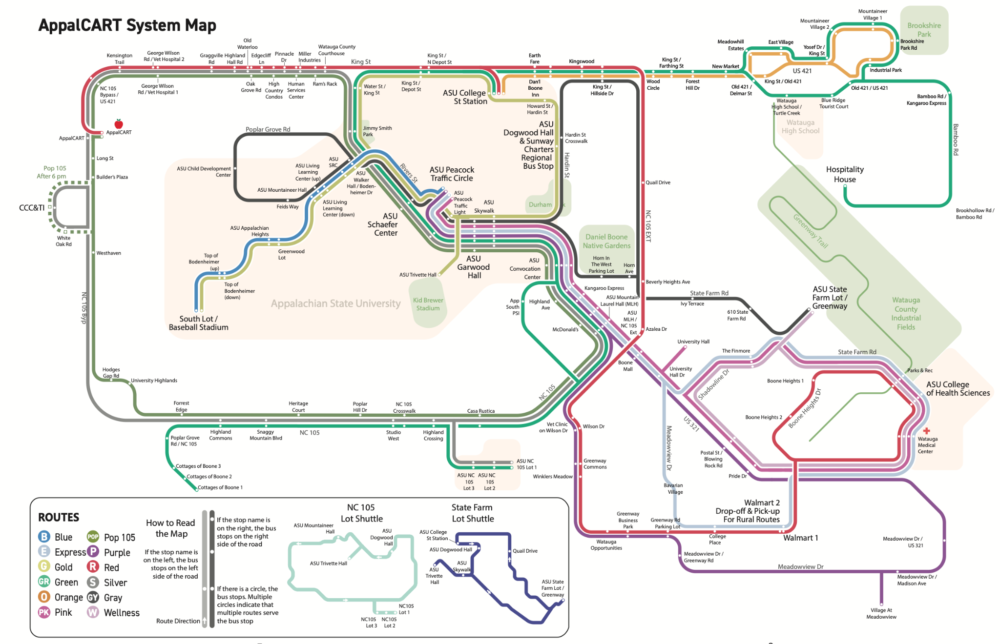 AppalCART System Map
Kensington
Trail
George Wilson
Rd / Vet Hospital 2
Graggville
Rd
Highland
Hall Rd
Old
Waterloo
Edgecliff
Ln
Pinnacle
Dr
Miller
Industries
Watauga County
Courthouse
King St
King St /
N Depot St
Earth
Fare
Kingswood
King St /
Farthing St
New Market
Meadowhill
Estates
East Village
Mountaineer
Village 2
Mountaineer
Village 1
Yosef Dr /
King St
Brookshire
Park
Brookshire
Park Rd
Industrial Park
US 421
King St / Old 421
Old 421 /
Delmar St
Old 421 / US 421
Watauga
High School /
Turtle Creek
Blue Ridge
Tourist Court
Bamboo Rd /
Kangaroo Express
Watauga
High School
Bamboo Rd
Hospitality
House
Brookhollow Rd /
Bamboo Rd
NC 105
Bypass /
US 421
George Wilson
Rd / Vet Hospital 1
Oak
Grove Rd
High
Country
Condos
Human
Services
Center
Ram's Rack
Water St /
King St
King St /
Depot St
ASU College
St Station
Dan'l
Boone
Inn
Howard St /
Hardin St
King St /
Hillside Dr
Wood
Circle
Forest
Hill Dr
AppalCART
AppalCART
Long St
Builder's Plaza
Pop 105
After 6 pm
CCC&TI
White
Oak Rd
Westhaven
NC 105 Byp
Poplar Grove Rd
Jimmy Smith
Park
ASU Child Development
Center
ASU
SRC
ASU Living
Learning
Center (up)
ASU Mountaineer Hall
Feids Way
ASU
Walker
Hall / Boden-
heimer Dr
ASU Living
Learning
Center (down)
Rivers St
ASU Peacock
Traffic Circle
ASU
Peacock
Traffic
Light
ASU
Skywalk
ASU
Dogwood Hall
& Sunway
Charters
Regional
Bus Stop
Hardin St
Crosswalk
Hardin St
Durham
Quail Drive
NC 105 EXT
Greenway Trail
ASU
Schaefer
Center
ASU Appalachian
Heights
Greenwood
Lot
Top of
Bodenheimer
(up)
Top of
Bodenheimer
(down)
South Lot /
Baseball Stadium
Appalachian State University
ASU Trivette Hall
Kid Brewer
Stadium
ASU
Garwood
Hall
ASU
Convocation
Center
Daniel Boone
Native Gardens
Horn In
The West
Parking Lot
Horn
Ave
Beverly Heights Ave
Kangaroo Express
ASU Mountain
Laurel Hall (MLH)
ASU
MLH /
NC 105
Ext
Azalea Dr
App
South
PSI
Highland
Ave
McDonald's
State Farm Rd
Ivy Terrace
610 State
Farm Rd
ASU State
Farm Lot /
Greenway
Watauga
County
Industrial
Fields
Boone
Mall
University Hall
University
Hall Dr
The Finmore
State Farm Rd
Shadowline Dr
Parks & Rec
Boone Heights 1
Boone Heights 2
Boone Heights Dr
ASU College
of Health Sciences
Watauga
Medical
Center
Hodges
Gap Rd
University Highlands
Forrest
Edge
Heritage
Court
Poplar
Hill Dr
NC 105
Crosswalk
Casa Rustica
NC 105
Highland
Commons
Snaggy
Mountain Blvd
NC 105
Studio
West
Highland
Crossing
Poplar Grove
Rd / NC 105
Cottages of Boone 3
Cottages of Boone 2
Cottages of Boone 1
ASU NC
105 Lot 1
ASU NC
105
Lot 3
ASU NC
105
Lot 2
Vet Clinic
on Wilson Dr
Wilson Dr
Greenway
Commons
Winklers Meadow
US 321
Meadowview Dr
Postal St /
Blowing
Rock Rd
Pride Dr
Bavarian
Village
Walmart 2
Drop-off & Pick-up
For Rural Routes
Walmart 1
Greenway
Business
Park
Greenway Rd
Parking Lot
College
Place
Watauga
Opportunities
Meadowview Dr /
Greenway Rd
Meadowview Dr
Meadowview Dr /
US 321
Meadowview Dr /
Madison Ave
Village At
Meadowview
ROUTES
B Blue
E Express
G Gold
GR Green
O Orange
PK Pink
POP Pop 105
P Purple
R Red
S Silver
GY Gray
W Wellness
How to Read
the Map
If the stop name is
on the left, the bus
stops on the left
side of the road
Route Direction
If the stop name is
on the right, the bus
stops on the right
side of the road
If there is a circle, the
bus stops. Multiple
circles indicate that
multiple routes serve
the bus stop
NC 105
Lot Shuttle
ASU Mountaineer
Hall
ASU
Dogwood
Hall
ASU Trivette Hall
NC105
Lot 1
NC105
Lot 3
NC105
Lot 2
State Farm
Lot Shuttle
ASU College
St Station
ASU Dogwood Hall
Quail Drive
ASU
Skywalk
ASU
Trivette
Hall
ASU State
Farm Lot /
Greenway